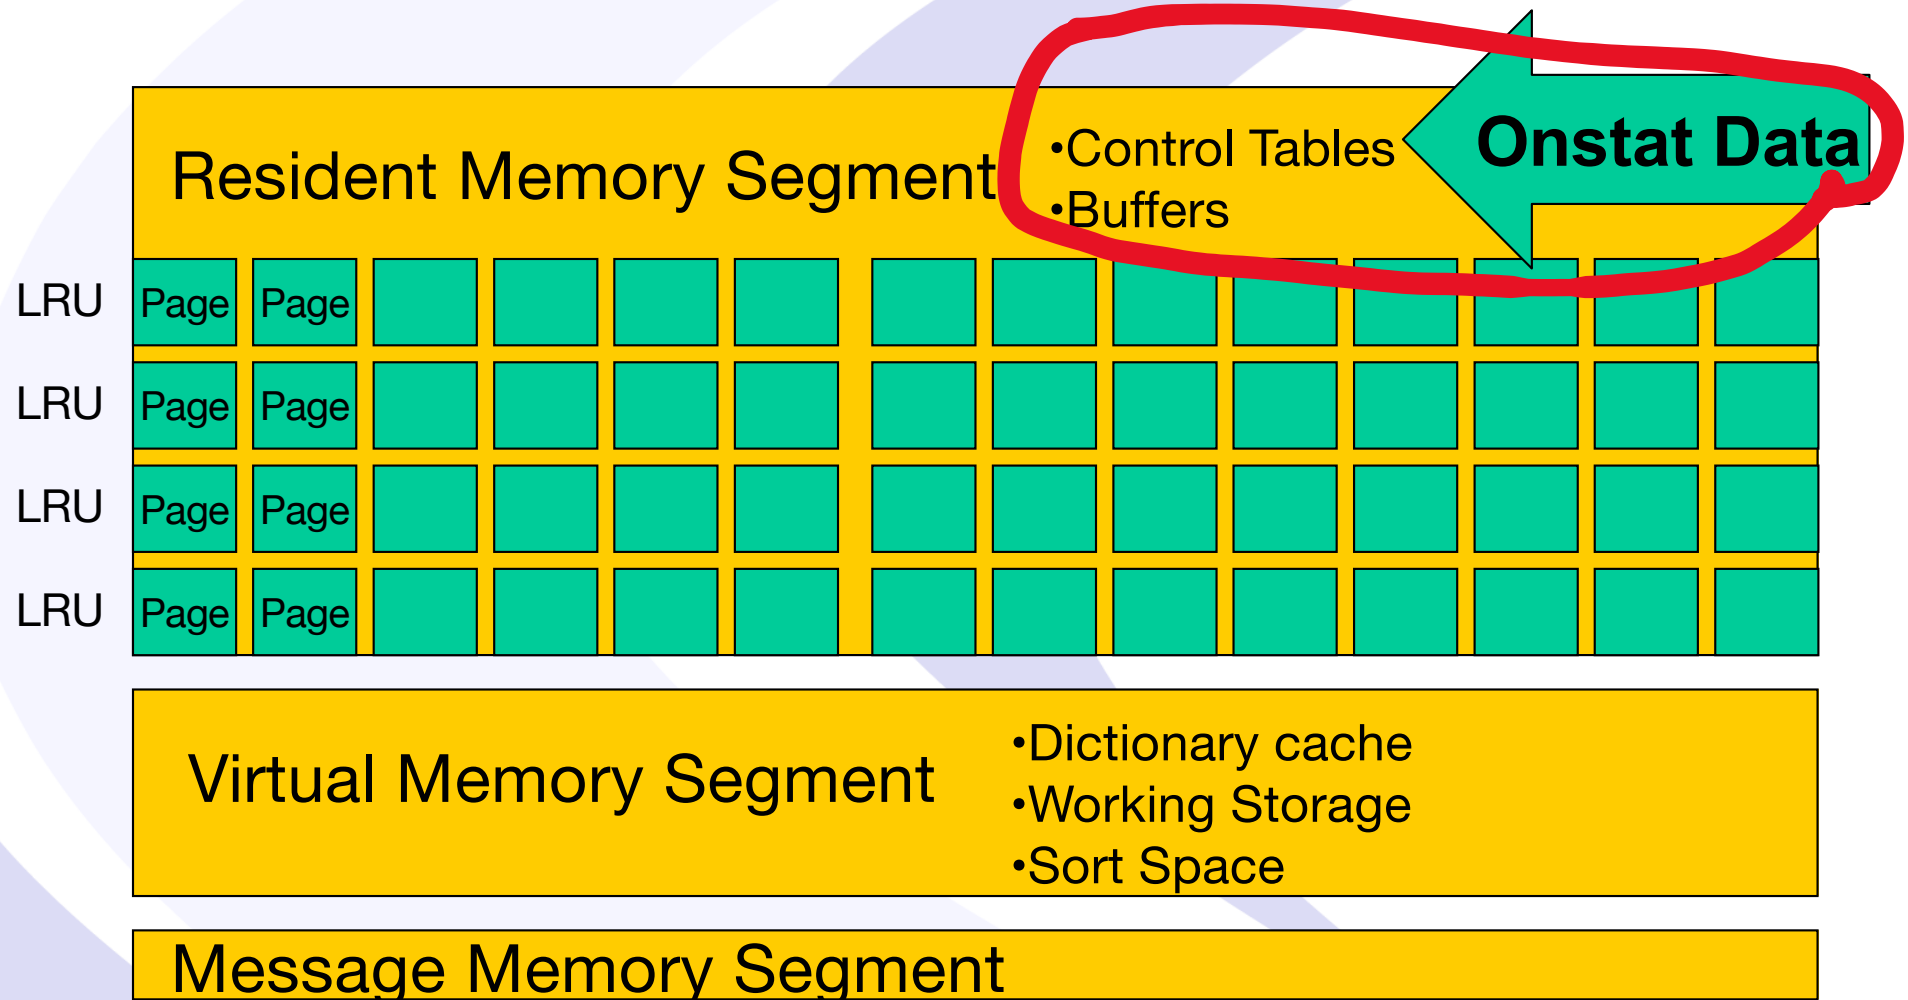 Resident Memory Segment
•Control Tables
•Buffers
Onstat Data
LRU Page Page
LRU Page Page
LRU Page Page
LRU Page Page
Virtual Memory Segment
•Dictionary cache
•Working Storage
•Sort Space
Message Memory Segment